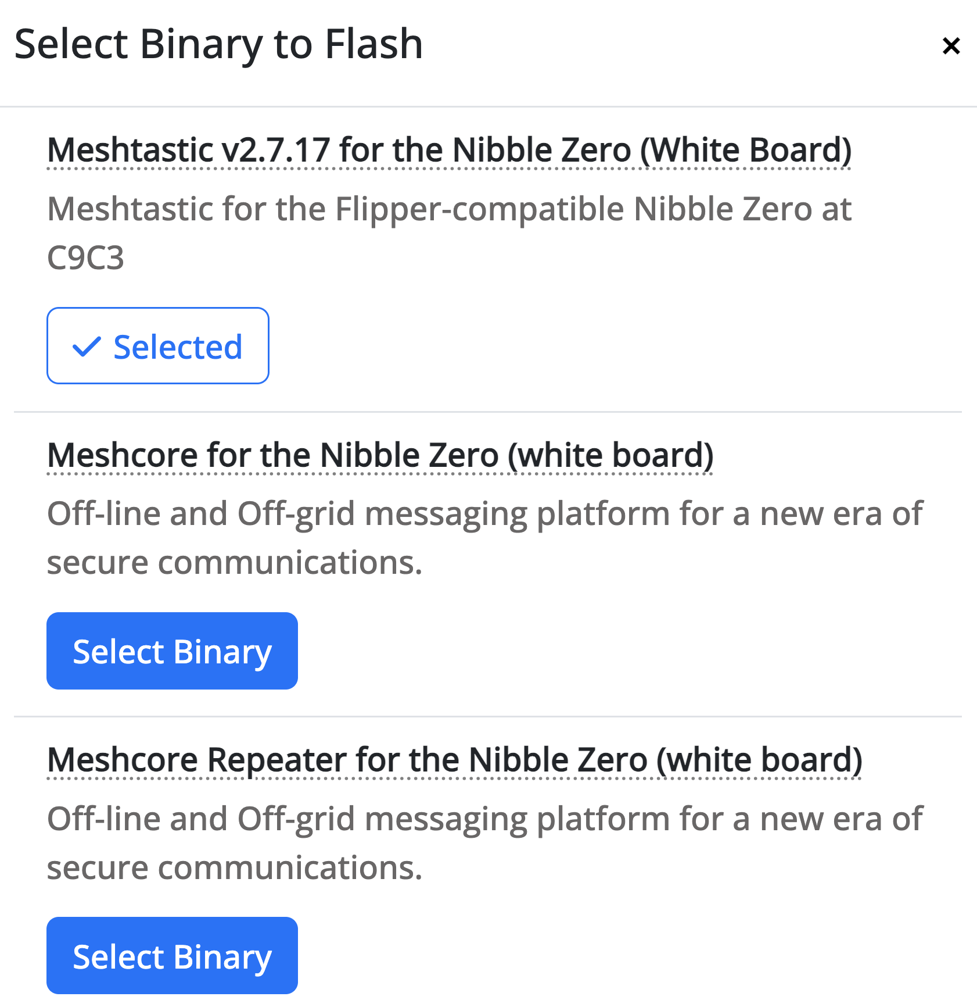 Select Binary to Flash
Meshtastic v2.7.17 for the Nibble Zero (White Board)
Meshtastic for the Flipper-compatible Nibble Zero at
C9C3
Selected
Meshcore for the Nibble Zero (white board)
Off-line and Off-grid messaging platform for a new era of
secure communications.
Select Binary
Meshcore Repeater for the Nibble Zero (white board)
Off-line and Off-grid messaging platform for a new era of
secure communications.
Select Binary